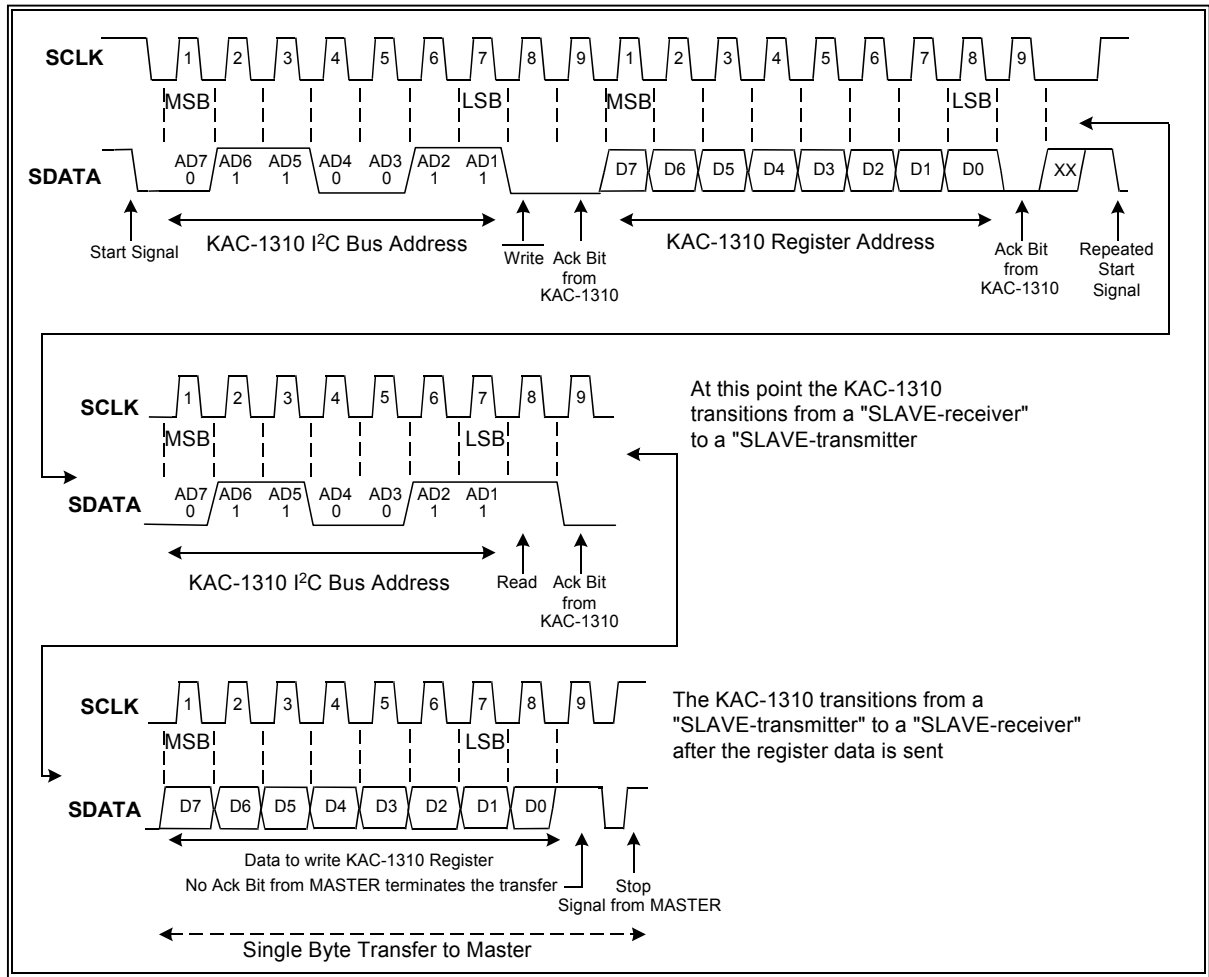 SCLK 1 2 3 4 5 6 7 8 9 1 2 3 4 5 6 7 8 9
MSB LSB MSB LSB
SDATA AD7 AD6 AD5 AD4 AD3 AD2 AD1 D7 D6 D5 D4 D3 D2 D1 D0 XX
0 1 1 0 0 1 1
Start Signal
KAC-1310 I²C Bus Address
Write
Ack Bit
from
KAC-1310
KAC-1310 Register Address
Ack Bit
from
KAC-1310
Repeated
Start
Signal
SCLK 1 2 3 4 5 6 7 8 9
MSB LSB
SDATA AD7 AD6 AD5 AD4 AD3 AD2 AD1
0 1 1 0 0 1 1
KAC-1310 I²C Bus Address
Read
Ack Bit
from
KAC-1310
At this point the KAC-1310
transitions from a "SLAVE-receiver"
to a "SLAVE-transmitter
SCLK 1 2 3 4 5 6 7 8 9
MSB LSB
SDATA D7 D6 D5 D4 D3 D2 D1 D0
Data to write KAC-1310 Register
No Ack Bit from MASTER terminates the transfer
Stop
Signal from MASTER
Single Byte Transfer to Master
The KAC-1310 transitions from a
"SLAVE-transmitter" to a "SLAVE-receiver"
after the register data is sent